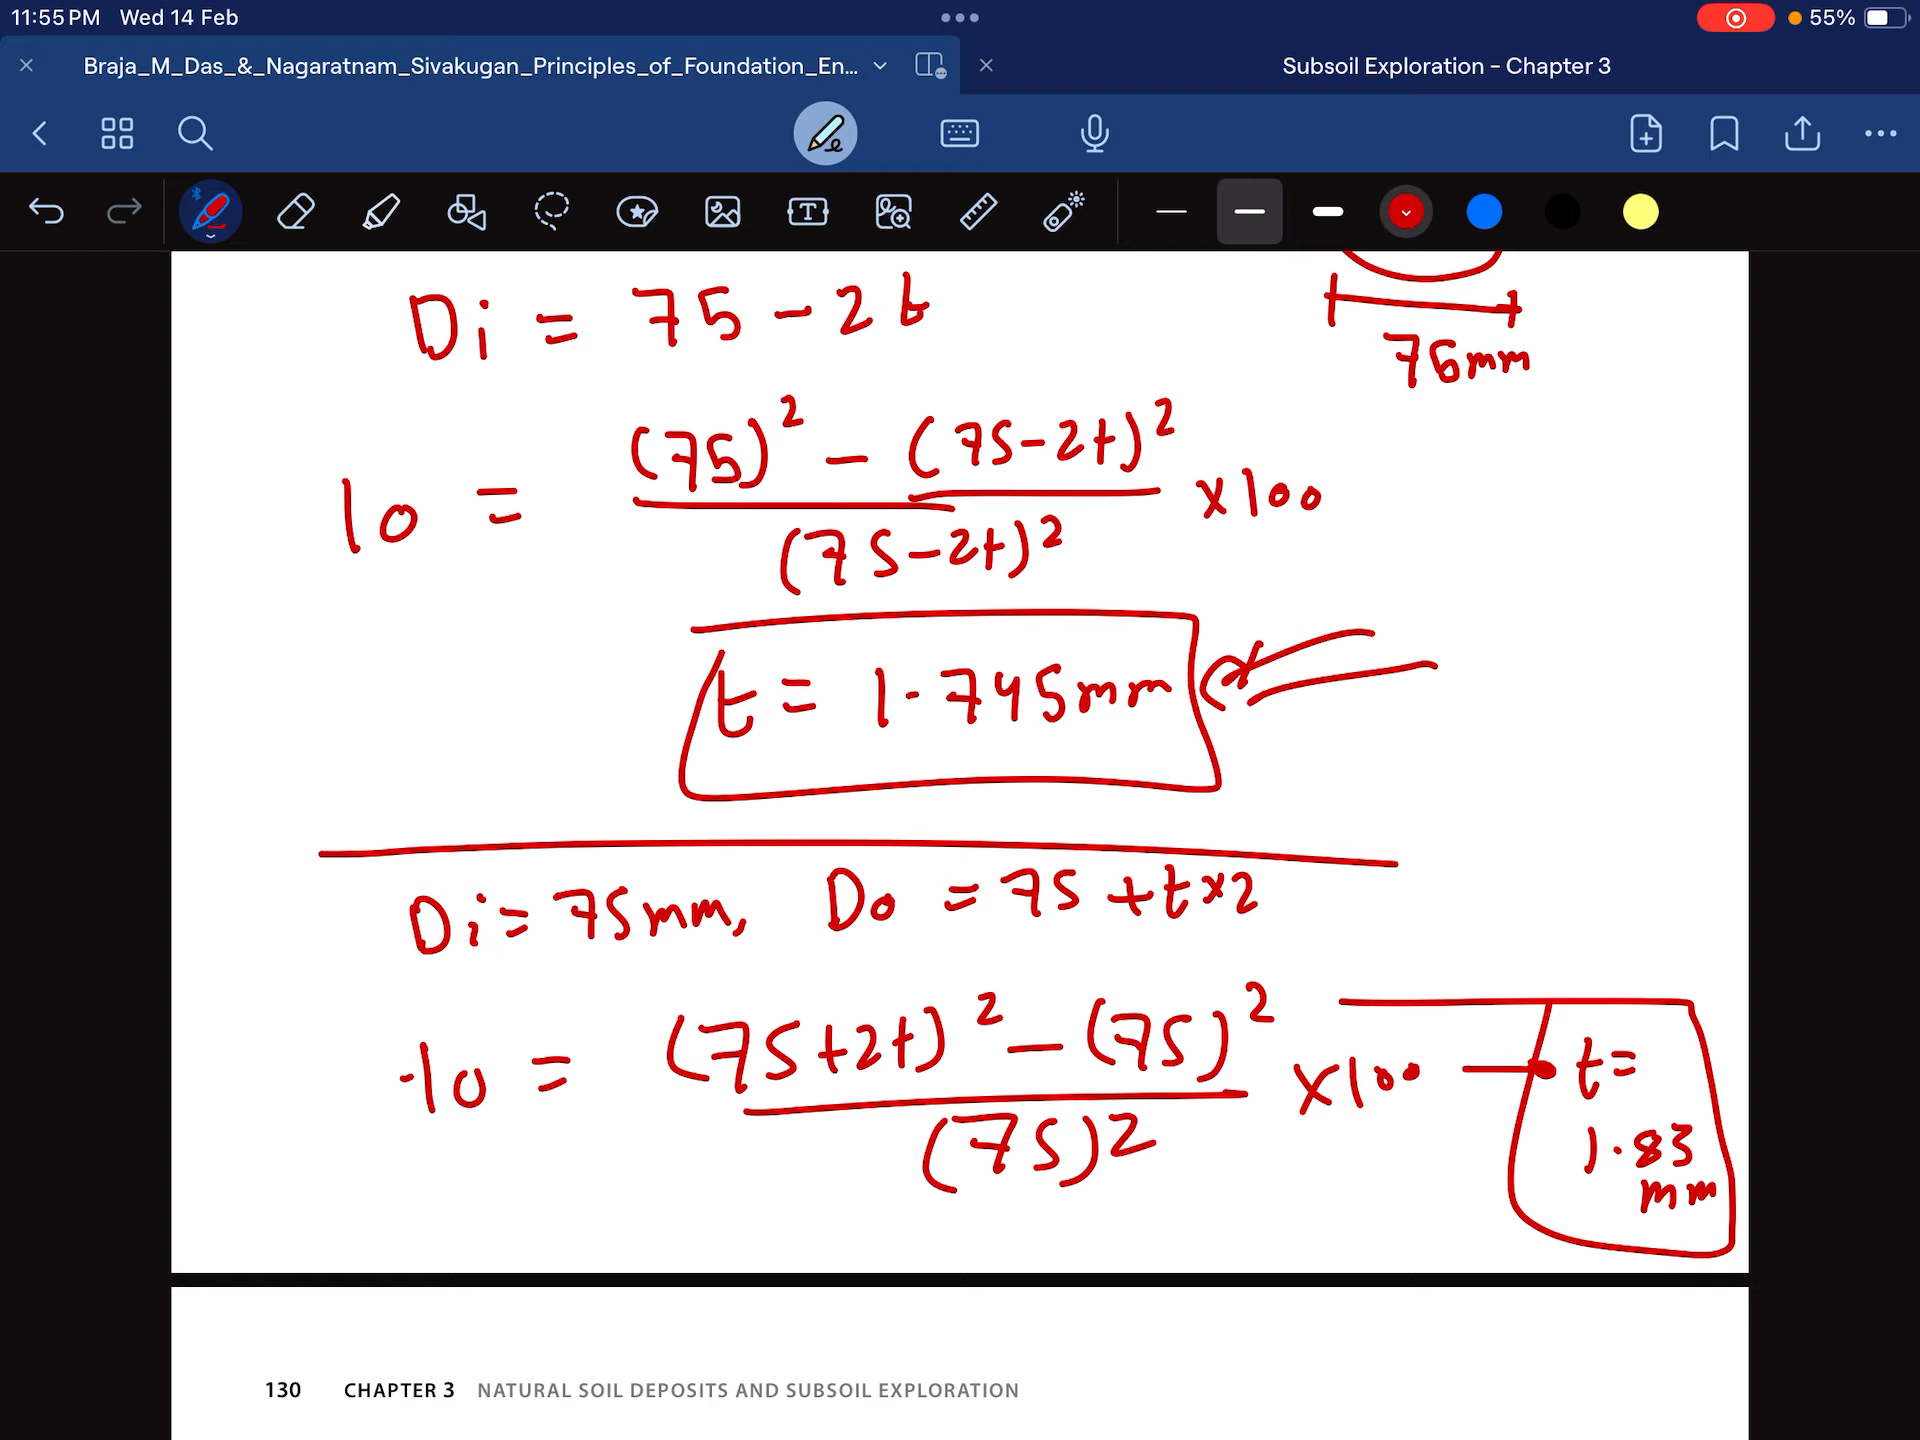 11:55 PM Wed 14 Feb
55%
Braja_M_Das_&_Nagaratnam_Sivakugan_Principles_of_Foundation_En...
Subsoil Exploration - Chapter 3
Di = 75 - 2t
75mm
10 = (75)² - (75-2t)² / (75-2t)² x100
t = 1.745mm
Di = 75mm, Do = 75 + t x 2
10 = (75+2t)² - (75)² / (75)² x100
t =
1.83
mm
130 CHAPTER 3 NATURAL SOIL DEPOSITS AND SUBSOIL EXPLORATION